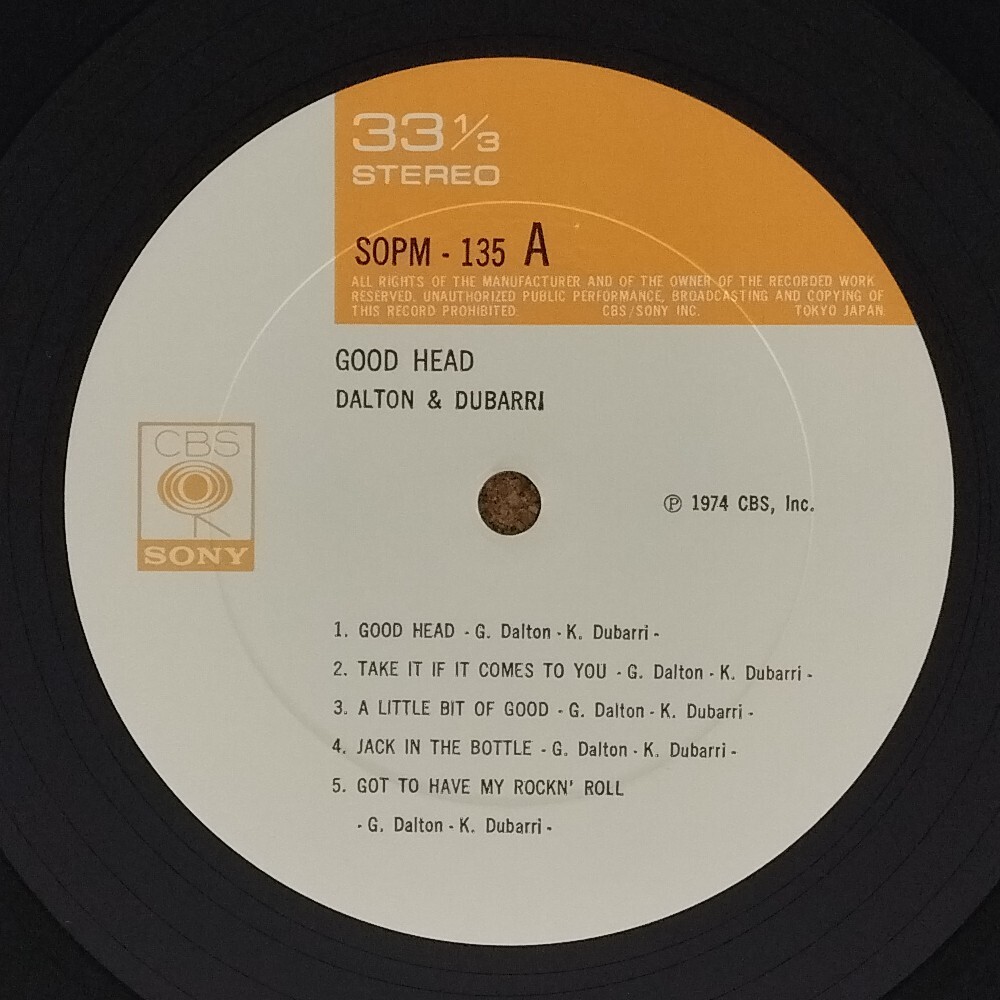 33 1/3
STEREO
SOPM - 135 A
ALL RIGHTS OF THE MANUFACTURER AND OF THE OWNER OF THE RECORDED WORK
RESERVED. UNAUTHORIZED PUBLIC PERFORMANCE, BROADCASTING AND COPYING OF
THIS RECORD PROHIBITED. CBS/SONY INC. TOKYO JAPAN
GOOD HEAD
DALTON & DUBARRI
CBS
SONY
℗ 1974 CBS, Inc.
1. GOOD HEAD - G. Dalton - K. Dubarri -
2. TAKE IT IF IT COMES TO YOU - G. Dalton - K. Dubarri -
3. A LITTLE BIT OF GOOD - G. Dalton - K. Dubarri -
4. JACK IN THE BOTTLE - G. Dalton - K. Dubarri -
5. GOT TO HAVE MY ROCKN' ROLL
- G. Dalton - K. Dubarri -